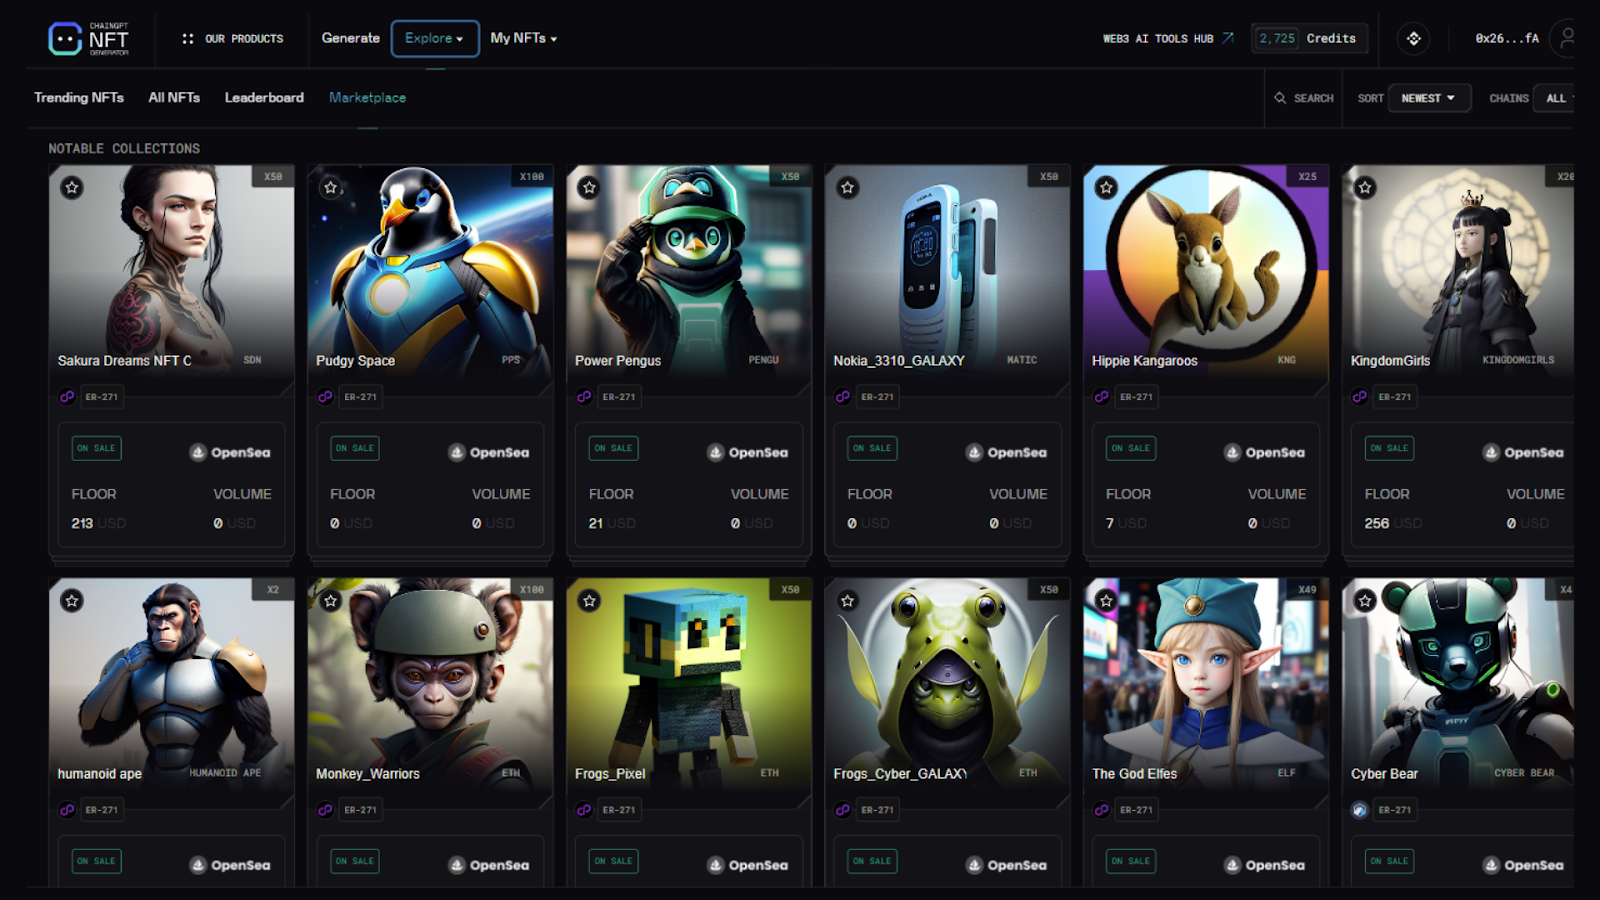 CHAINGPT
NFT
GENERATOR
OUR PRODUCTS
Generate
Explore
My NFTs
WEB3 AI TOOLS HUB
2,725 Credits
0x26...fA
Trending NFTs
All NFTs
Leaderboard
Marketplace
SEARCH
SORT
NEWEST
CHAINS
ALL
NOTABLE COLLECTIONS
X50
Sakura Dreams NFT C
SDN
ER-271
ON SALE
OpenSea
FLOOR
VOLUME
213 USD
0 USD
X100
Pudgy Space
PPS
ER-271
ON SALE
OpenSea
FLOOR
VOLUME
0 USD
0 USD
X50
Power Pengus
PENGU
ER-271
ON SALE
OpenSea
FLOOR
VOLUME
21 USD
0 USD
X50
NOKIA
Nokia_3310_GALAXY
MATIC
ER-271
ON SALE
OpenSea
FLOOR
VOLUME
0 USD
0 USD
X25
Hippie Kangaroos
KNG
ER-271
ON SALE
OpenSea
FLOOR
VOLUME
7 USD
0 USD
X20
KingdomGirls
KINGDOMGIRLS
ER-271
ON SALE
OpenSea
FLOOR
VOLUME
256 USD
0 USD
X2
humanoid ape
HUMANOID APE
ER-271
ON SALE
OpenSea
X100
Monkey_Warriors
ETH
ER-271
ON SALE
OpenSea
X50
Frogs_Pixel
ETH
ER-271
ON SALE
OpenSea
X50
Frogs_Cyber_GALAXY
ETH
ER-271
ON SALE
OpenSea
X49
The God Elfes
ELF
ER-271
ON SALE
OpenSea
X4
Cyber Bear
CYBER BEAR
ER-271
ON SALE
OpenSea